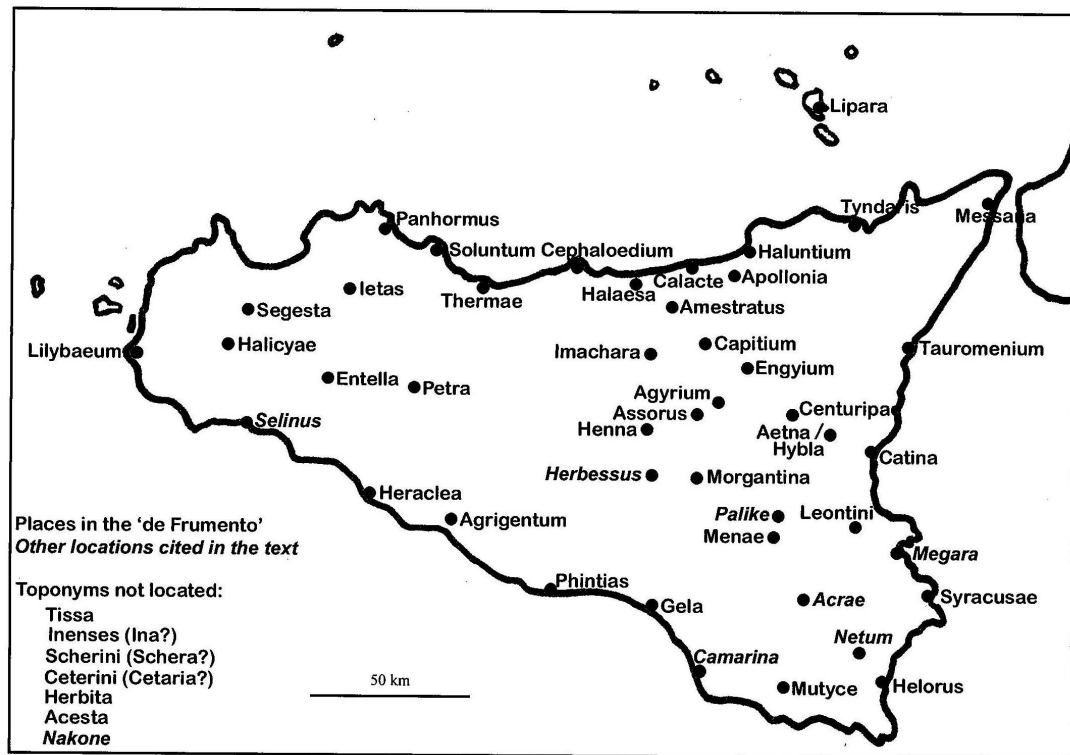 Lipara
Tyndaris
Messana
Panhormus
Soluntum
Cephaloedium
Haluntium
Ietas
Thermae
Halaesa
Calacte
Apollonia
Segesta
Amestratus
Lilybaeum
Halicyae
Imachara
Capitium
Tauromenium
Engyium
Entella
Petra
Agyrium
Assorus
Centuripa
Selinus
Henna
Aetna /
Hybla
Catina
Herbessus
Morgantina
Heraclea
Agrigentum
Palike
Leontini
Menae
Megara
Places in the ‘de Frumento’
Other locations cited in the text
Phintias
Gela
Acrae
Syracusae
Toponyms not located:
Tissa
Inenses (Ina?)
Scherini (Schera?)
Ceterini (Cetaria?)
Herbita
Acesta
Nakone
Netum
Camarina
50 km
Mutyce
Helorus